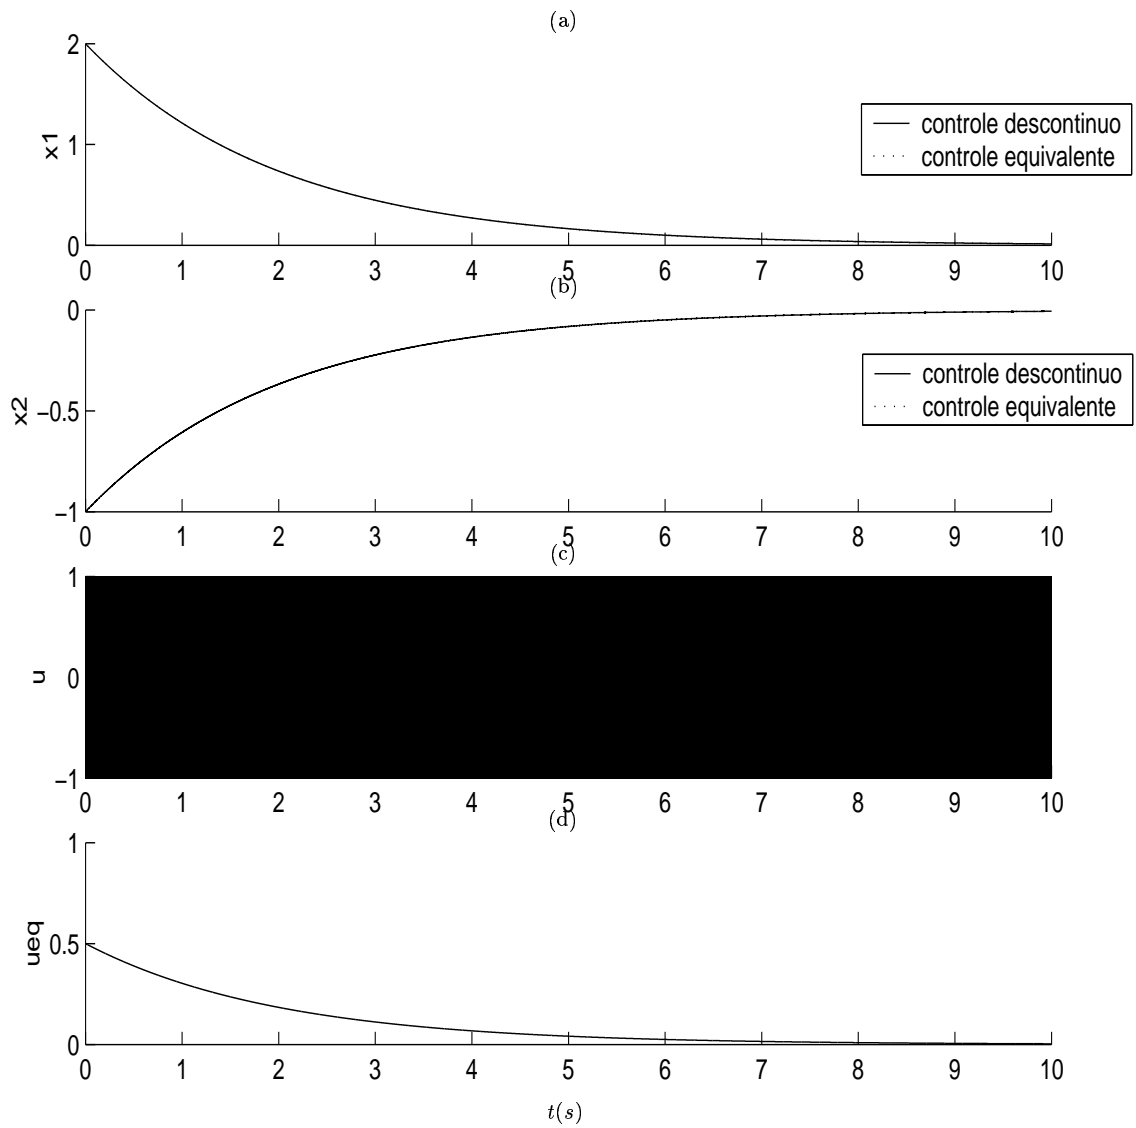 (a)
2
1
0
x1
controle descontinuo
controle equivalente
0 1 2 3 4 5 6 7 8 9 10
(b)
0
−0.5
−1
x2
controle descontinuo
controle equivalente
0 1 2 3 4 5 6 7 8 9 10
(c)
1
0
−1
u
0 1 2 3 4 5 6 7 8 9 10
(d)
1
0.5
0
ueq
0 1 2 3 4 5 6 7 8 9 10
t(s)